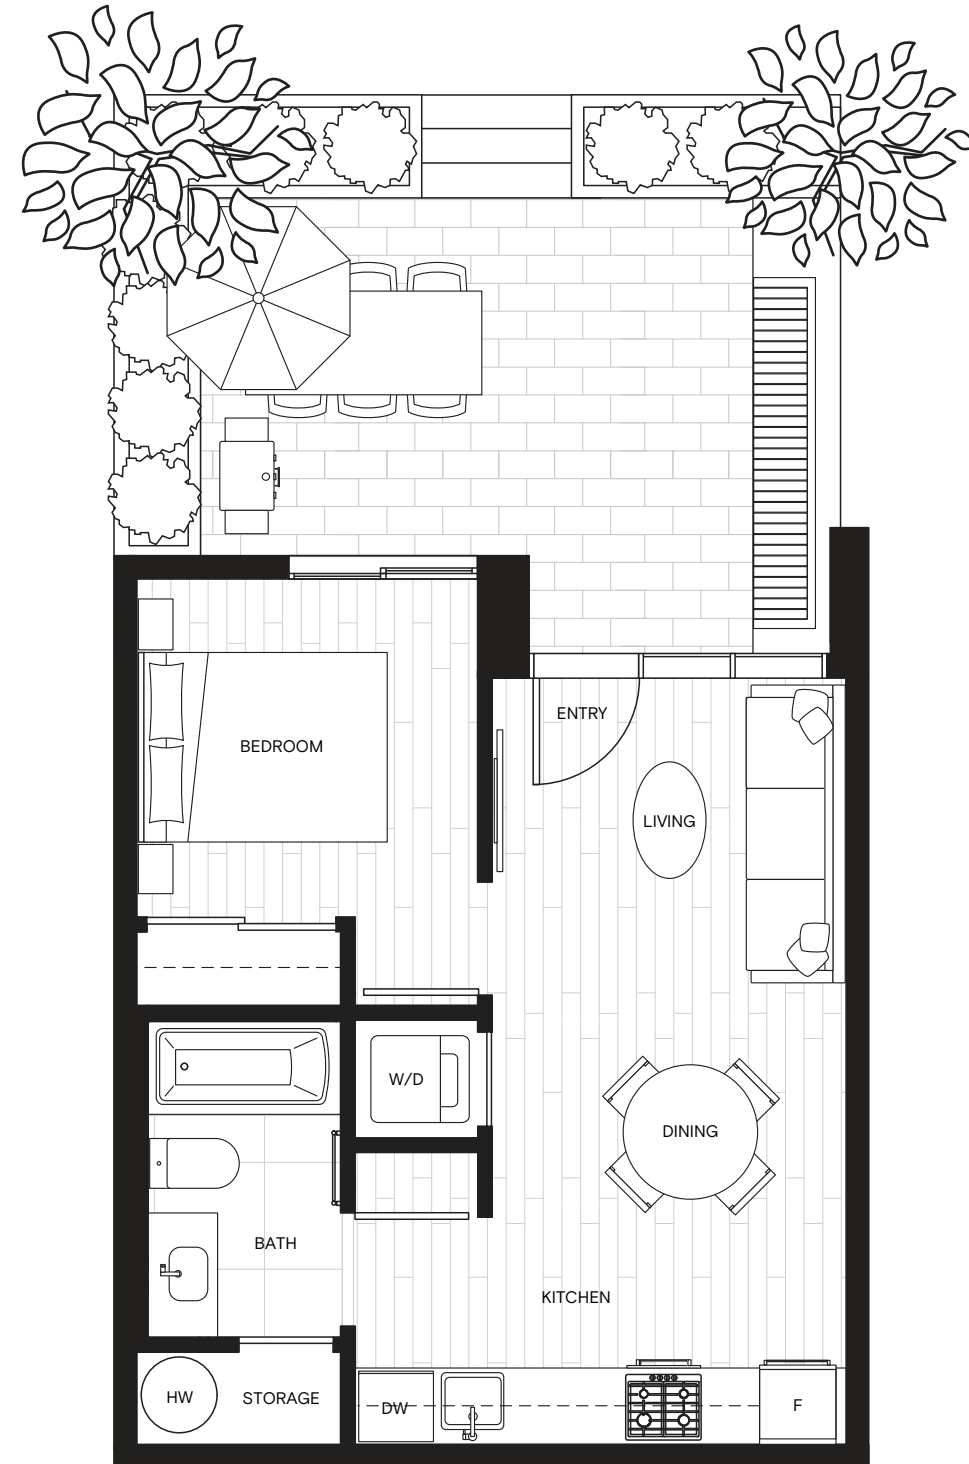 ENTRY
BEDROOM
LIVING
W/D
DINING
BATH
KITCHEN
HW
STORAGE
DW
F